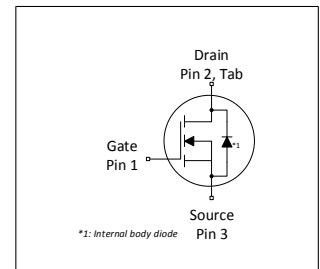 Drain
Pin 2, Tab
*1
Gate
Pin 1
Source
Pin 3
*1: Internal body diode